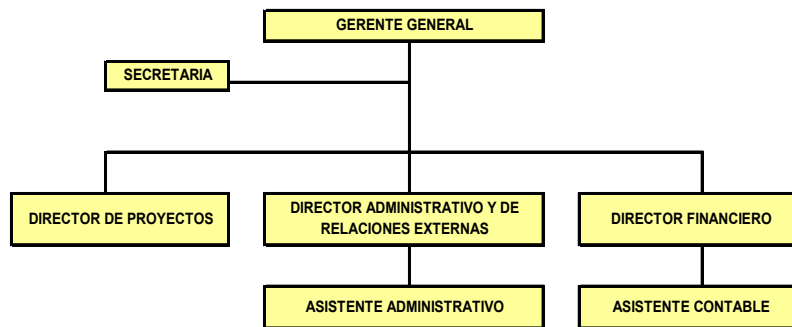 GERENTE GENERAL
SECRETARIA
DIRECTOR DE PROYECTOS
DIRECTOR ADMINISTRATIVO Y DE
RELACIONES EXTERNAS
DIRECTOR FINANCIERO
ASISTENTE ADMINISTRATIVO
ASISTENTE CONTABLE